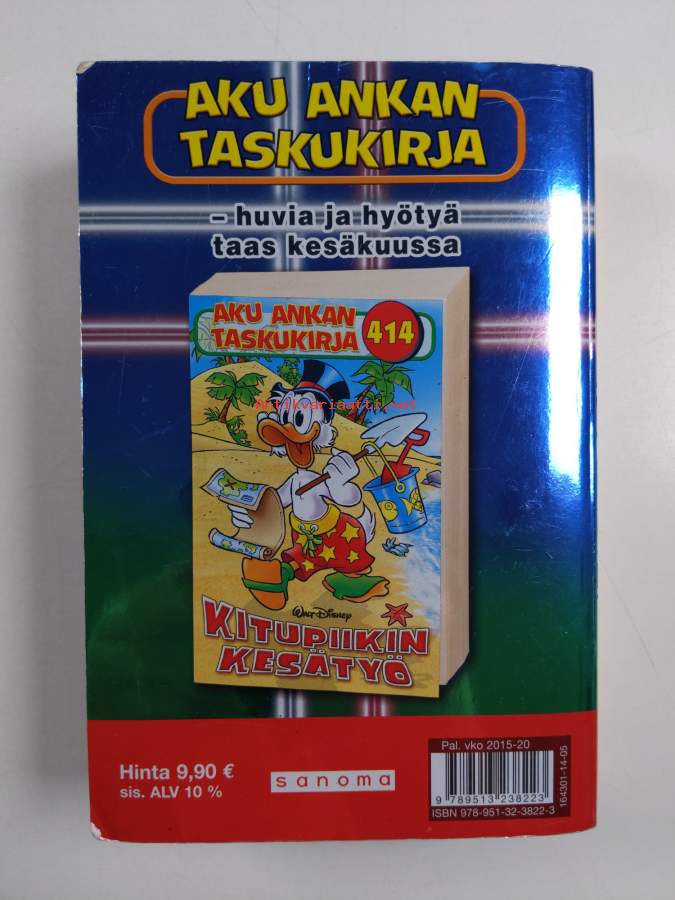 AKU ANKAN
TASKUKIRJA
– huvia ja hyötyä
taas kesäkuussa
AKU ANKAN
TASKUKIRJA
414
Antikvariaatti.net
WALT DISNEY
KITUPIIKIN
KESÄTYÖ
Hinta 9,90 €
sis. ALV 10 %
sanoma
Pal. vko 2015-20
9 789513 238223
ISBN 978-951-32-3822-3
164301-14-05